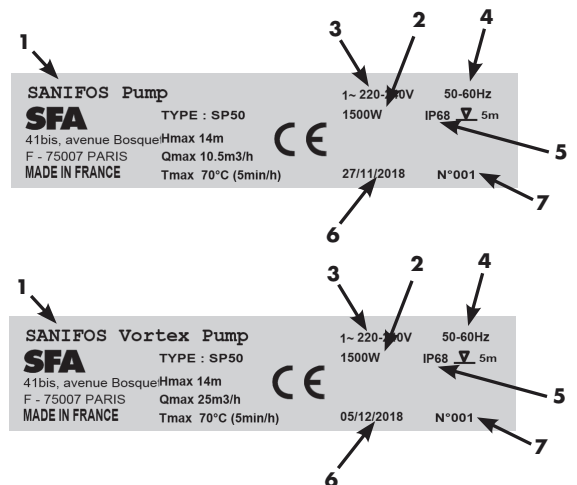 1 3 2 4
SANIFOS Pump 1~ 220-240V 50-60Hz
SFA TYPE : SP50 1500W IP68 5m
41bis, avenue Bosquet Hmax 14m CE
F - 75007 PARIS Qmax 10.5m3/h 5
MADE IN FRANCE Tmax 70°C (5min/h) 27/11/2018 N°001
6 7
1 3 2 4
SANIFOS Vortex Pump 1~ 220-240V 50-60Hz
SFA TYPE : SP50 1500W IP68 5m
41bis, avenue Bosquet Hmax 14m CE
F - 75007 PARIS Qmax 25m3/h 5
MADE IN FRANCE Tmax 70°C (5min/h) 05/12/2018 N°001
6 7